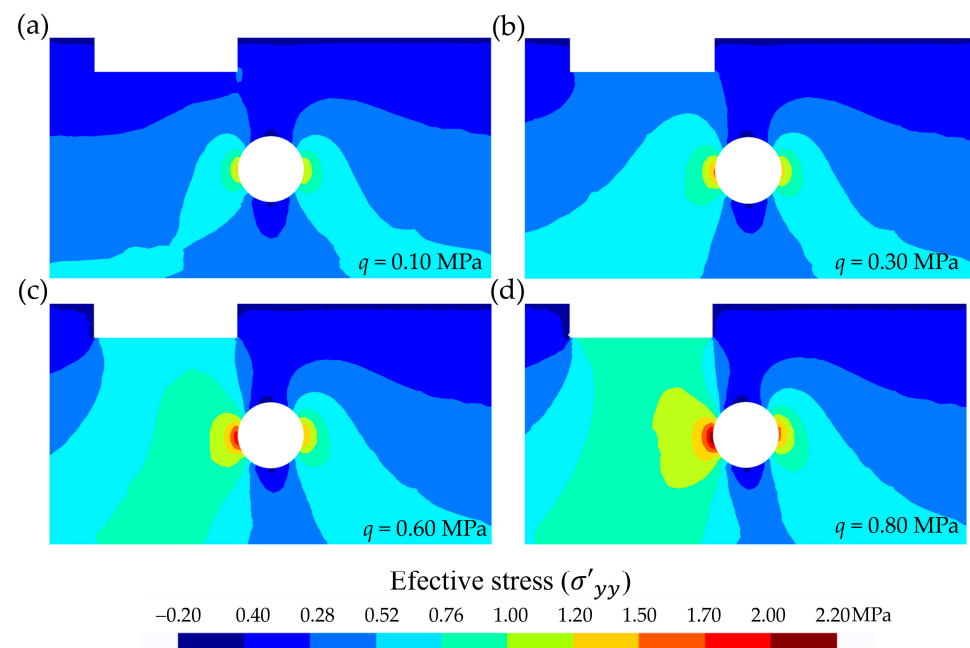 (a)
(b)
q = 0.10 MPa
q = 0.30 MPa
(c)
(d)
q = 0.60 MPa
q = 0.80 MPa
Efective stress (σ′yy)
−0.20 0.40 0.28 0.52 0.76 1.00 1.20 1.50 1.70 2.00 2.20MPa